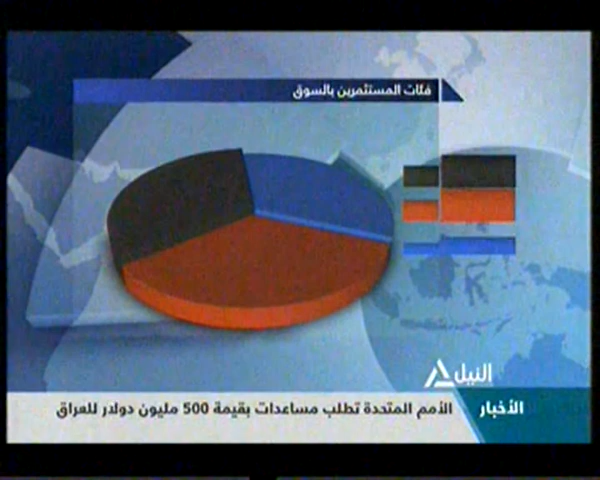 فئات المستثمرين بالسوق
النيل
الأخبار
الأمم المتحدة تطلب مساعدات بقيمة 500 مليون دولار للعراق